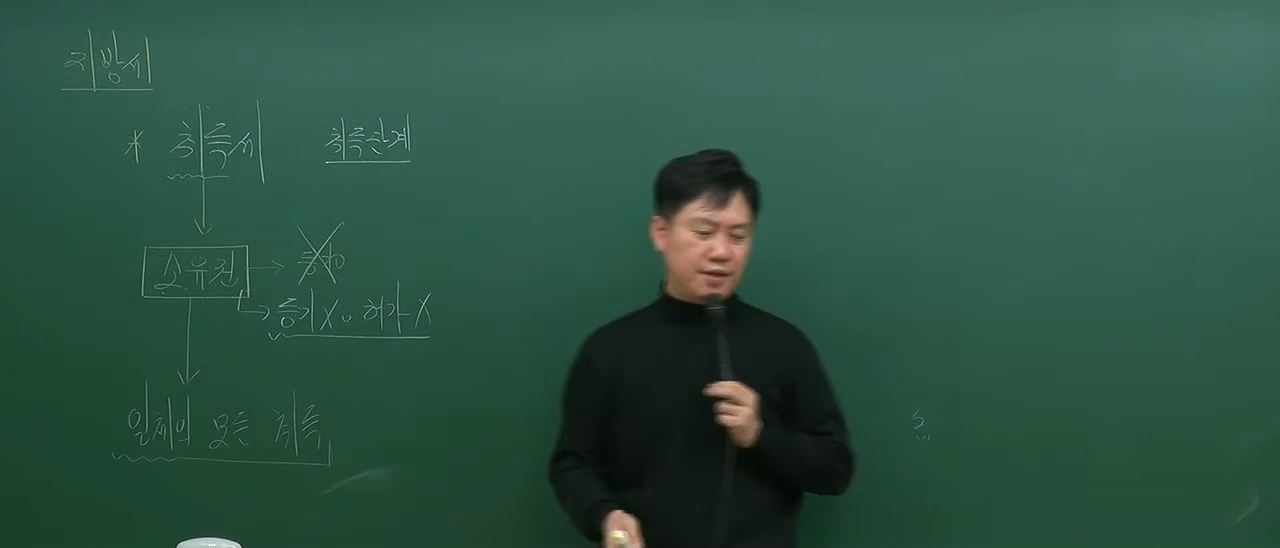 지방세
* 취득세 취득단계
소유권 →
→ 등기X, 허가X
일체의 모든 취득